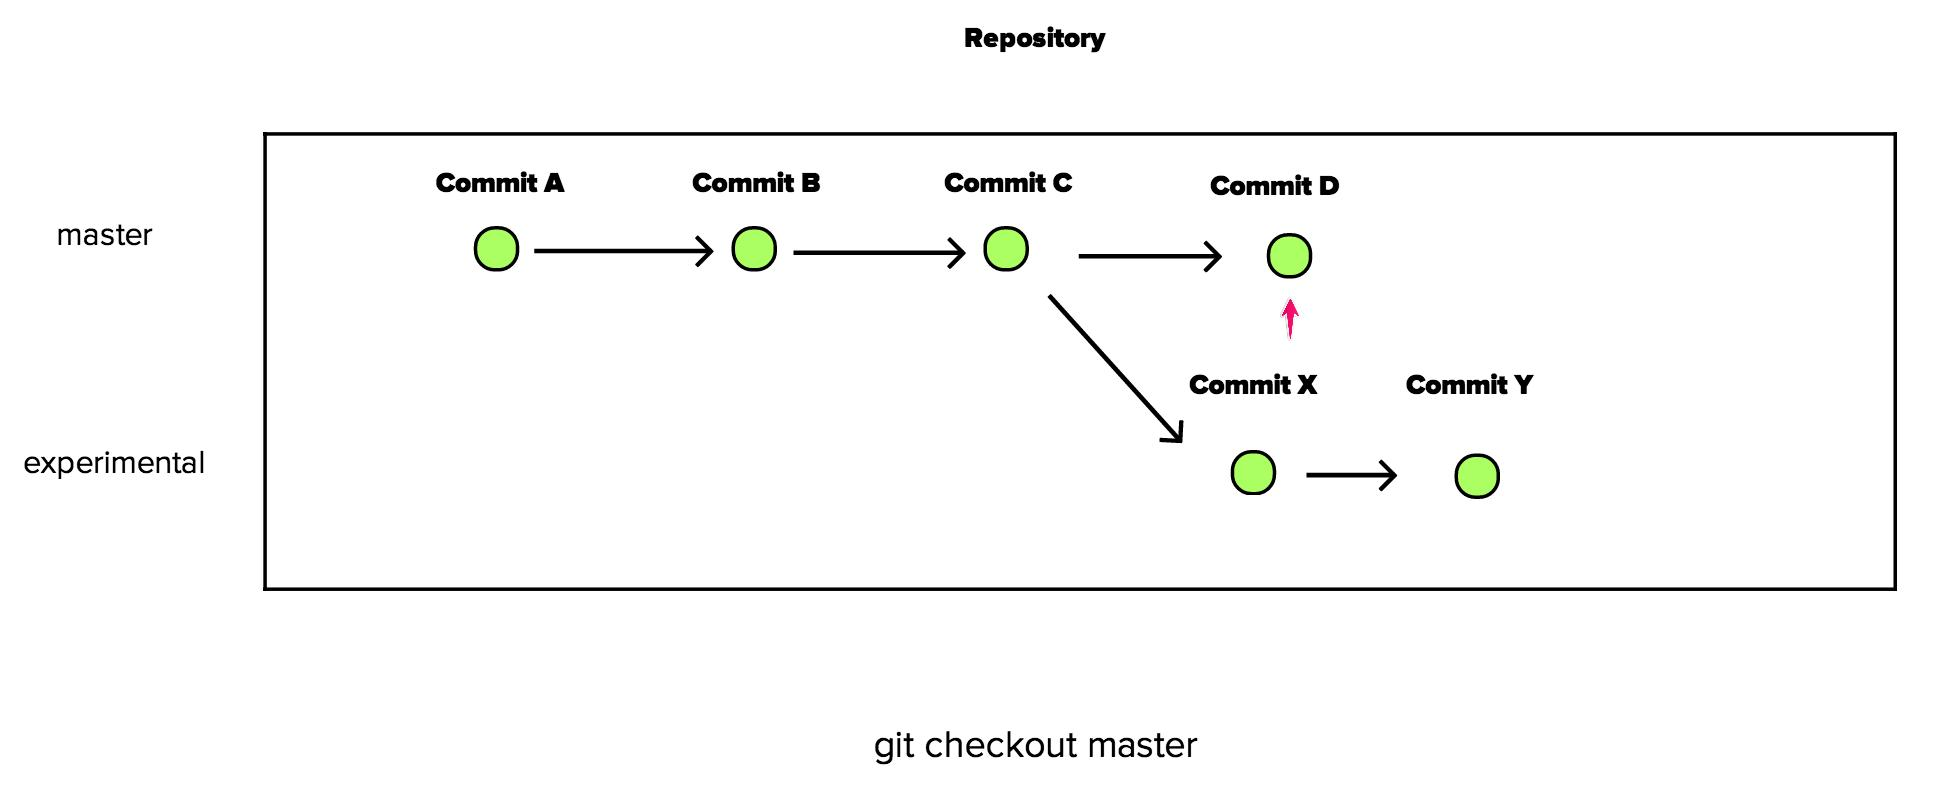 Repository
Commit A
Commit B
Commit C
Commit D
master
Commit X
Commit Y
experimental
git checkout master